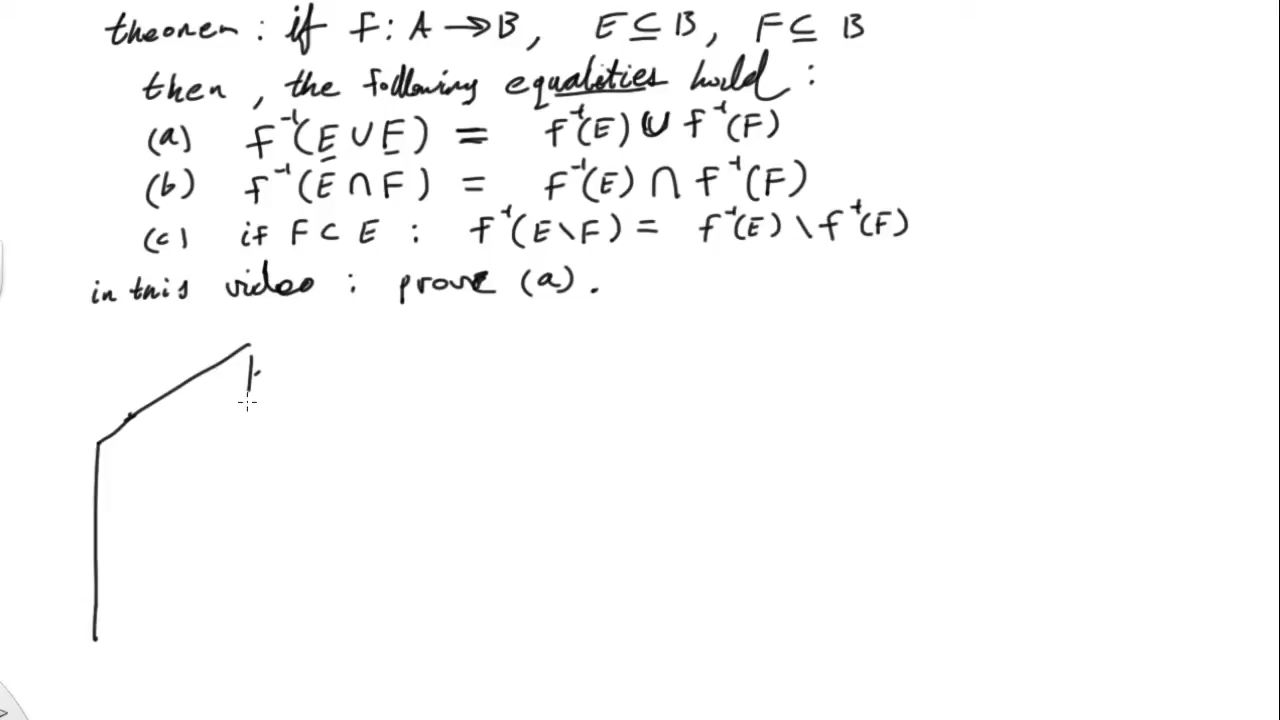 theorem : if f : A → B, E ⊆ B, F ⊆ B
then, the following equalities hold :
(a) f⁻¹(E ∪ F) = f⁻¹(E) ∪ f⁻¹(F)
(b) f⁻¹(E ∩ F) = f⁻¹(E) ∩ f⁻¹(F)
(c) if F ⊂ E : f⁻¹(E \ F) = f⁻¹(E) \ f⁻¹(F)
in this video : prove (a).